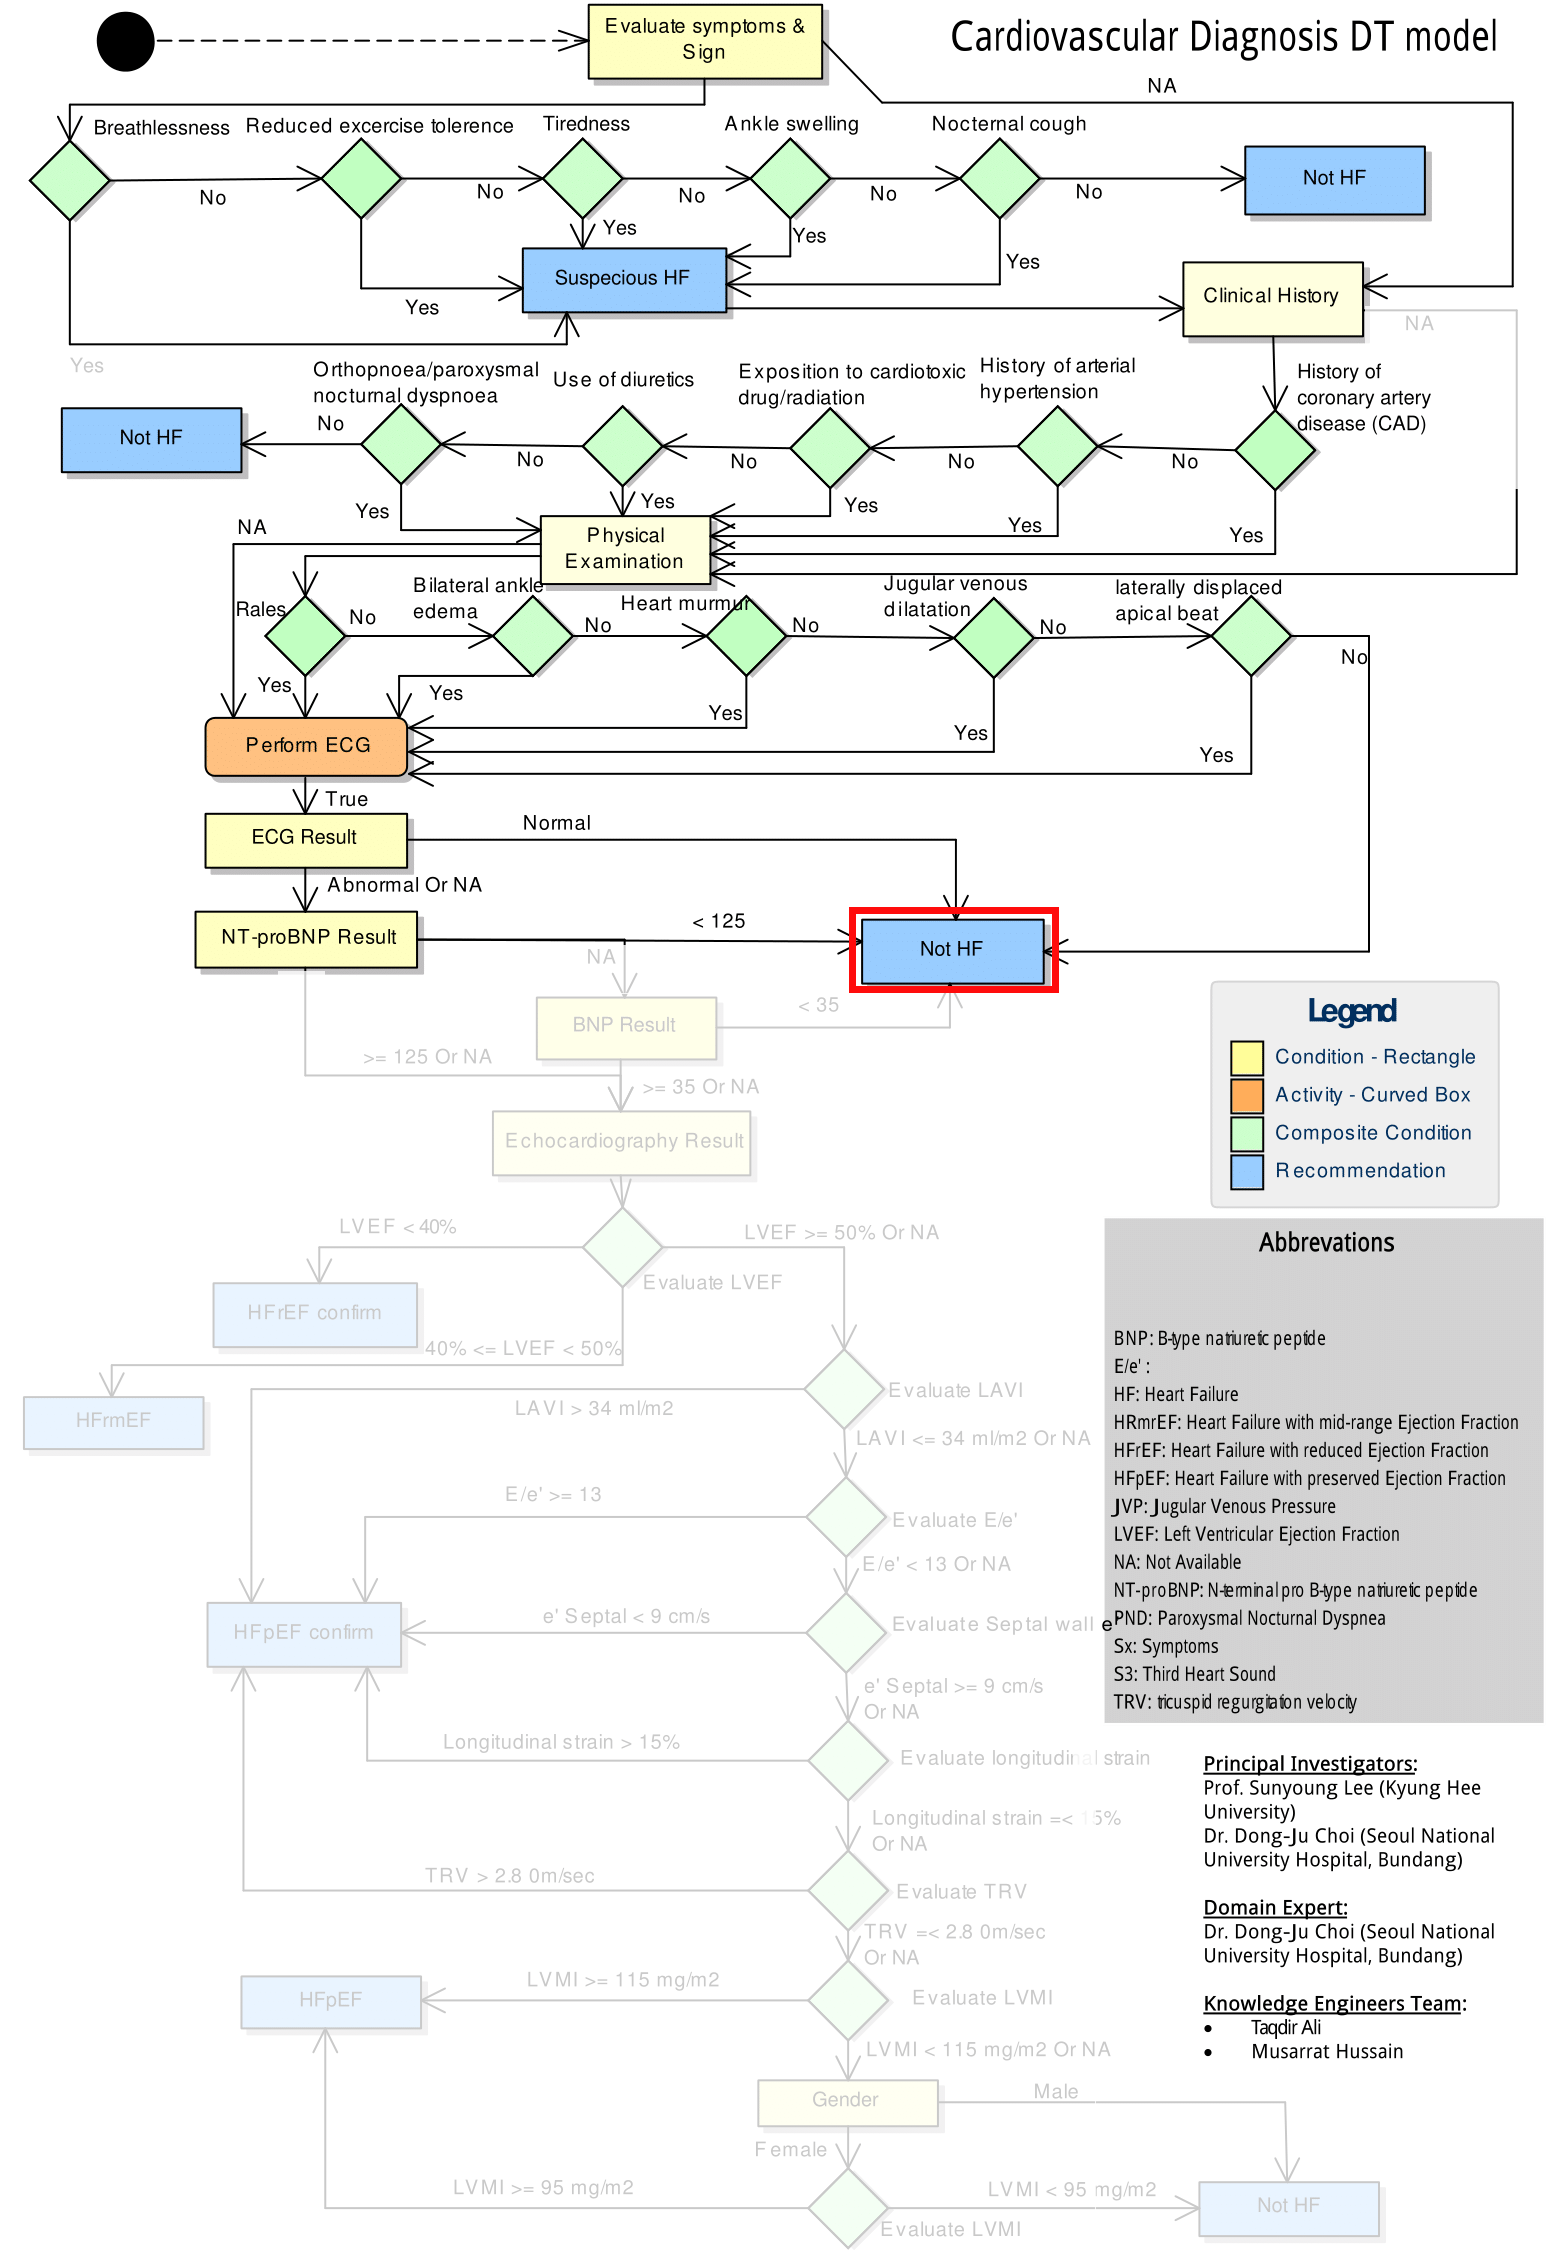 Cardiovascular Diagnosis DT model
Evaluate symptoms &
Sign
NA
Breathlessness
Reduced excercise tolerence
Tiredness
Ankle swelling
Nocternal cough
No
No
No
No
No
Not HF
Yes
Yes
Yes
Yes
Yes
Suspecious HF
Clinical History
NA
Orthopnoea/paroxysmal
nocturnal dyspnoea
Use of diuretics
Exposition to cardiotoxic
drug/radiation
History of arterial
hypertension
History of
coronary artery
disease (CAD)
Not HF
No
No
No
No
No
Yes
Yes
Yes
Yes
Yes
NA
Physical
Examination
Rales
Bilateral ankle
edema
Heart murmur
Jugular venous
dilatation
laterally displaced
apical beat
No
No
No
No
No
Yes
Yes
Yes
Yes
Yes
Perform ECG
True
ECG Result
Normal
Abnormal Or NA
NT-proBNP Result
< 125
Not HF
NA
BNP Result
< 35
>= 125 Or NA
>= 35 Or NA
Echocardiography Result
LVEF < 40%
LVEF >= 50% Or NA
Evaluate LVEF
HFrEF confirm
40% <= LVEF < 50%
HFrmEF
Evaluate LAVI
LAVI > 34 ml/m2
LAVI <= 34 ml/m2 Or NA
E/e' >= 13
Evaluate E/e'
E/e' < 13 Or NA
e' Septal < 9 cm/s
Evaluate Septal wall e'
HFpEF confirm
e' Septal >= 9 cm/s
Or NA
Longitudinal strain > 15%
Evaluate longitudinal strain
Longitudinal strain =< 15%
Or NA
TRV > 2.8 0m/sec
Evaluate TRV
TRV =< 2.8 0m/sec
Or NA
LVMI >= 115 mg/m2
HFpEF
Evaluate LVMI
LVMI < 115 mg/m2 Or NA
Gender
Male
Female
LVMI >= 95 mg/m2
LVMI < 95 mg/m2
Evaluate LVMI
Not HF
Legend
Condition - Rectangle
Activity - Curved Box
Composite Condition
Recommendation
Abbrevations
BNP: B-type natriuretic peptide
E/e' :
HF: Heart Failure
HRmrEF: Heart Failure with mid-range Ejection Fraction
HFrEF: Heart Failure with reduced Ejection Fraction
HFpEF: Heart Failure with preserved Ejection Fraction
JVP: Jugular Venous Pressure
LVEF: Left Ventricular Ejection Fraction
NA: Not Available
NT-proBNP: N-terminal pro B-type natriuretic peptide
PND: Paroxysmal Nocturnal Dyspnea
Sx: Symptoms
S3: Third Heart Sound
TRV: tricuspid regurgitation velocity
Principal Investigators:
Prof. Sunyoung Lee (Kyung Hee
University)
Dr. Dong-Ju Choi (Seoul National
University Hospital, Bundang)
Domain Expert:
Dr. Dong-Ju Choi (Seoul National
University Hospital, Bundang)
Knowledge Engineers Team:
• Taqdir Ali
• Musarrat Hussain